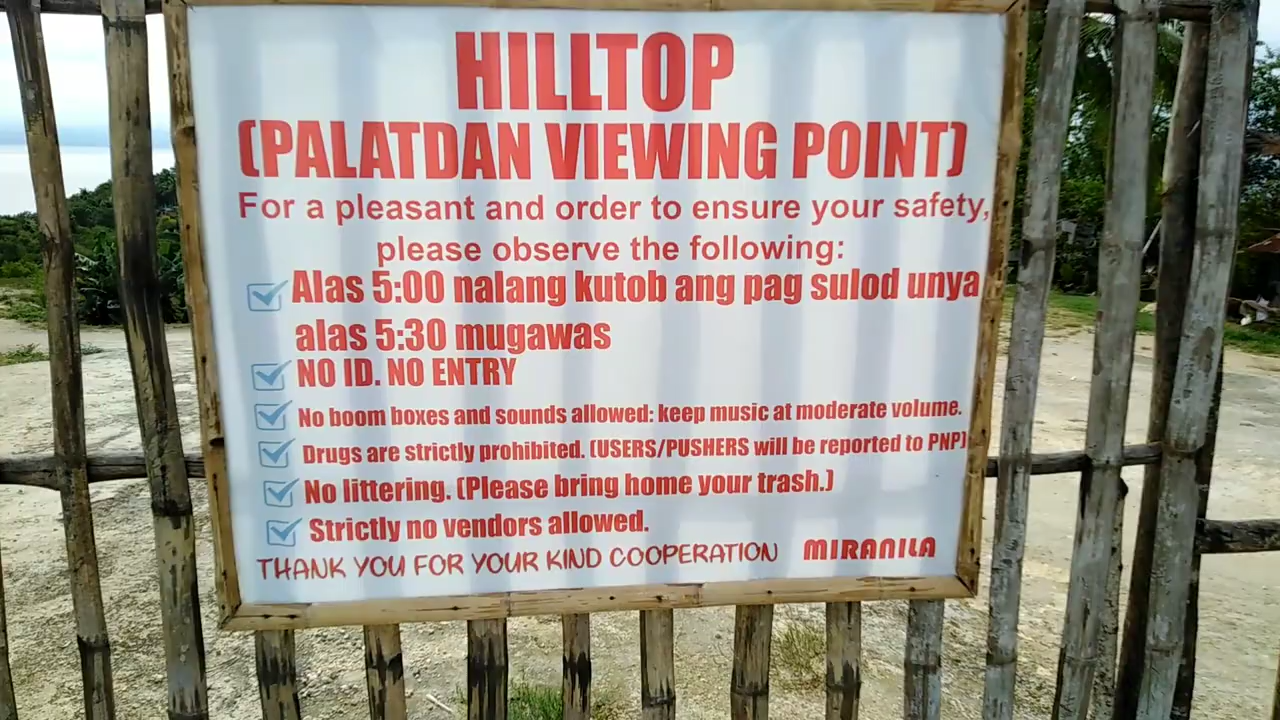 HILLTOP
(PALATDAN VIEWING POINT)
For a pleasant and order to ensure your safety,
please observe the following:
Alas 5:00 nalang kutob ang pag sulod unya
alas 5:30 mugawas
NO ID. NO ENTRY
No boom boxes and sounds allowed: keep music at moderate volume.
Drugs are strictly prohibited. (USERS/PUSHERS will be reported to PNP)
No littering. (Please bring home your trash.)
Strictly no vendors allowed.
THANK YOU FOR YOUR KIND COOPERATION MIRANILA